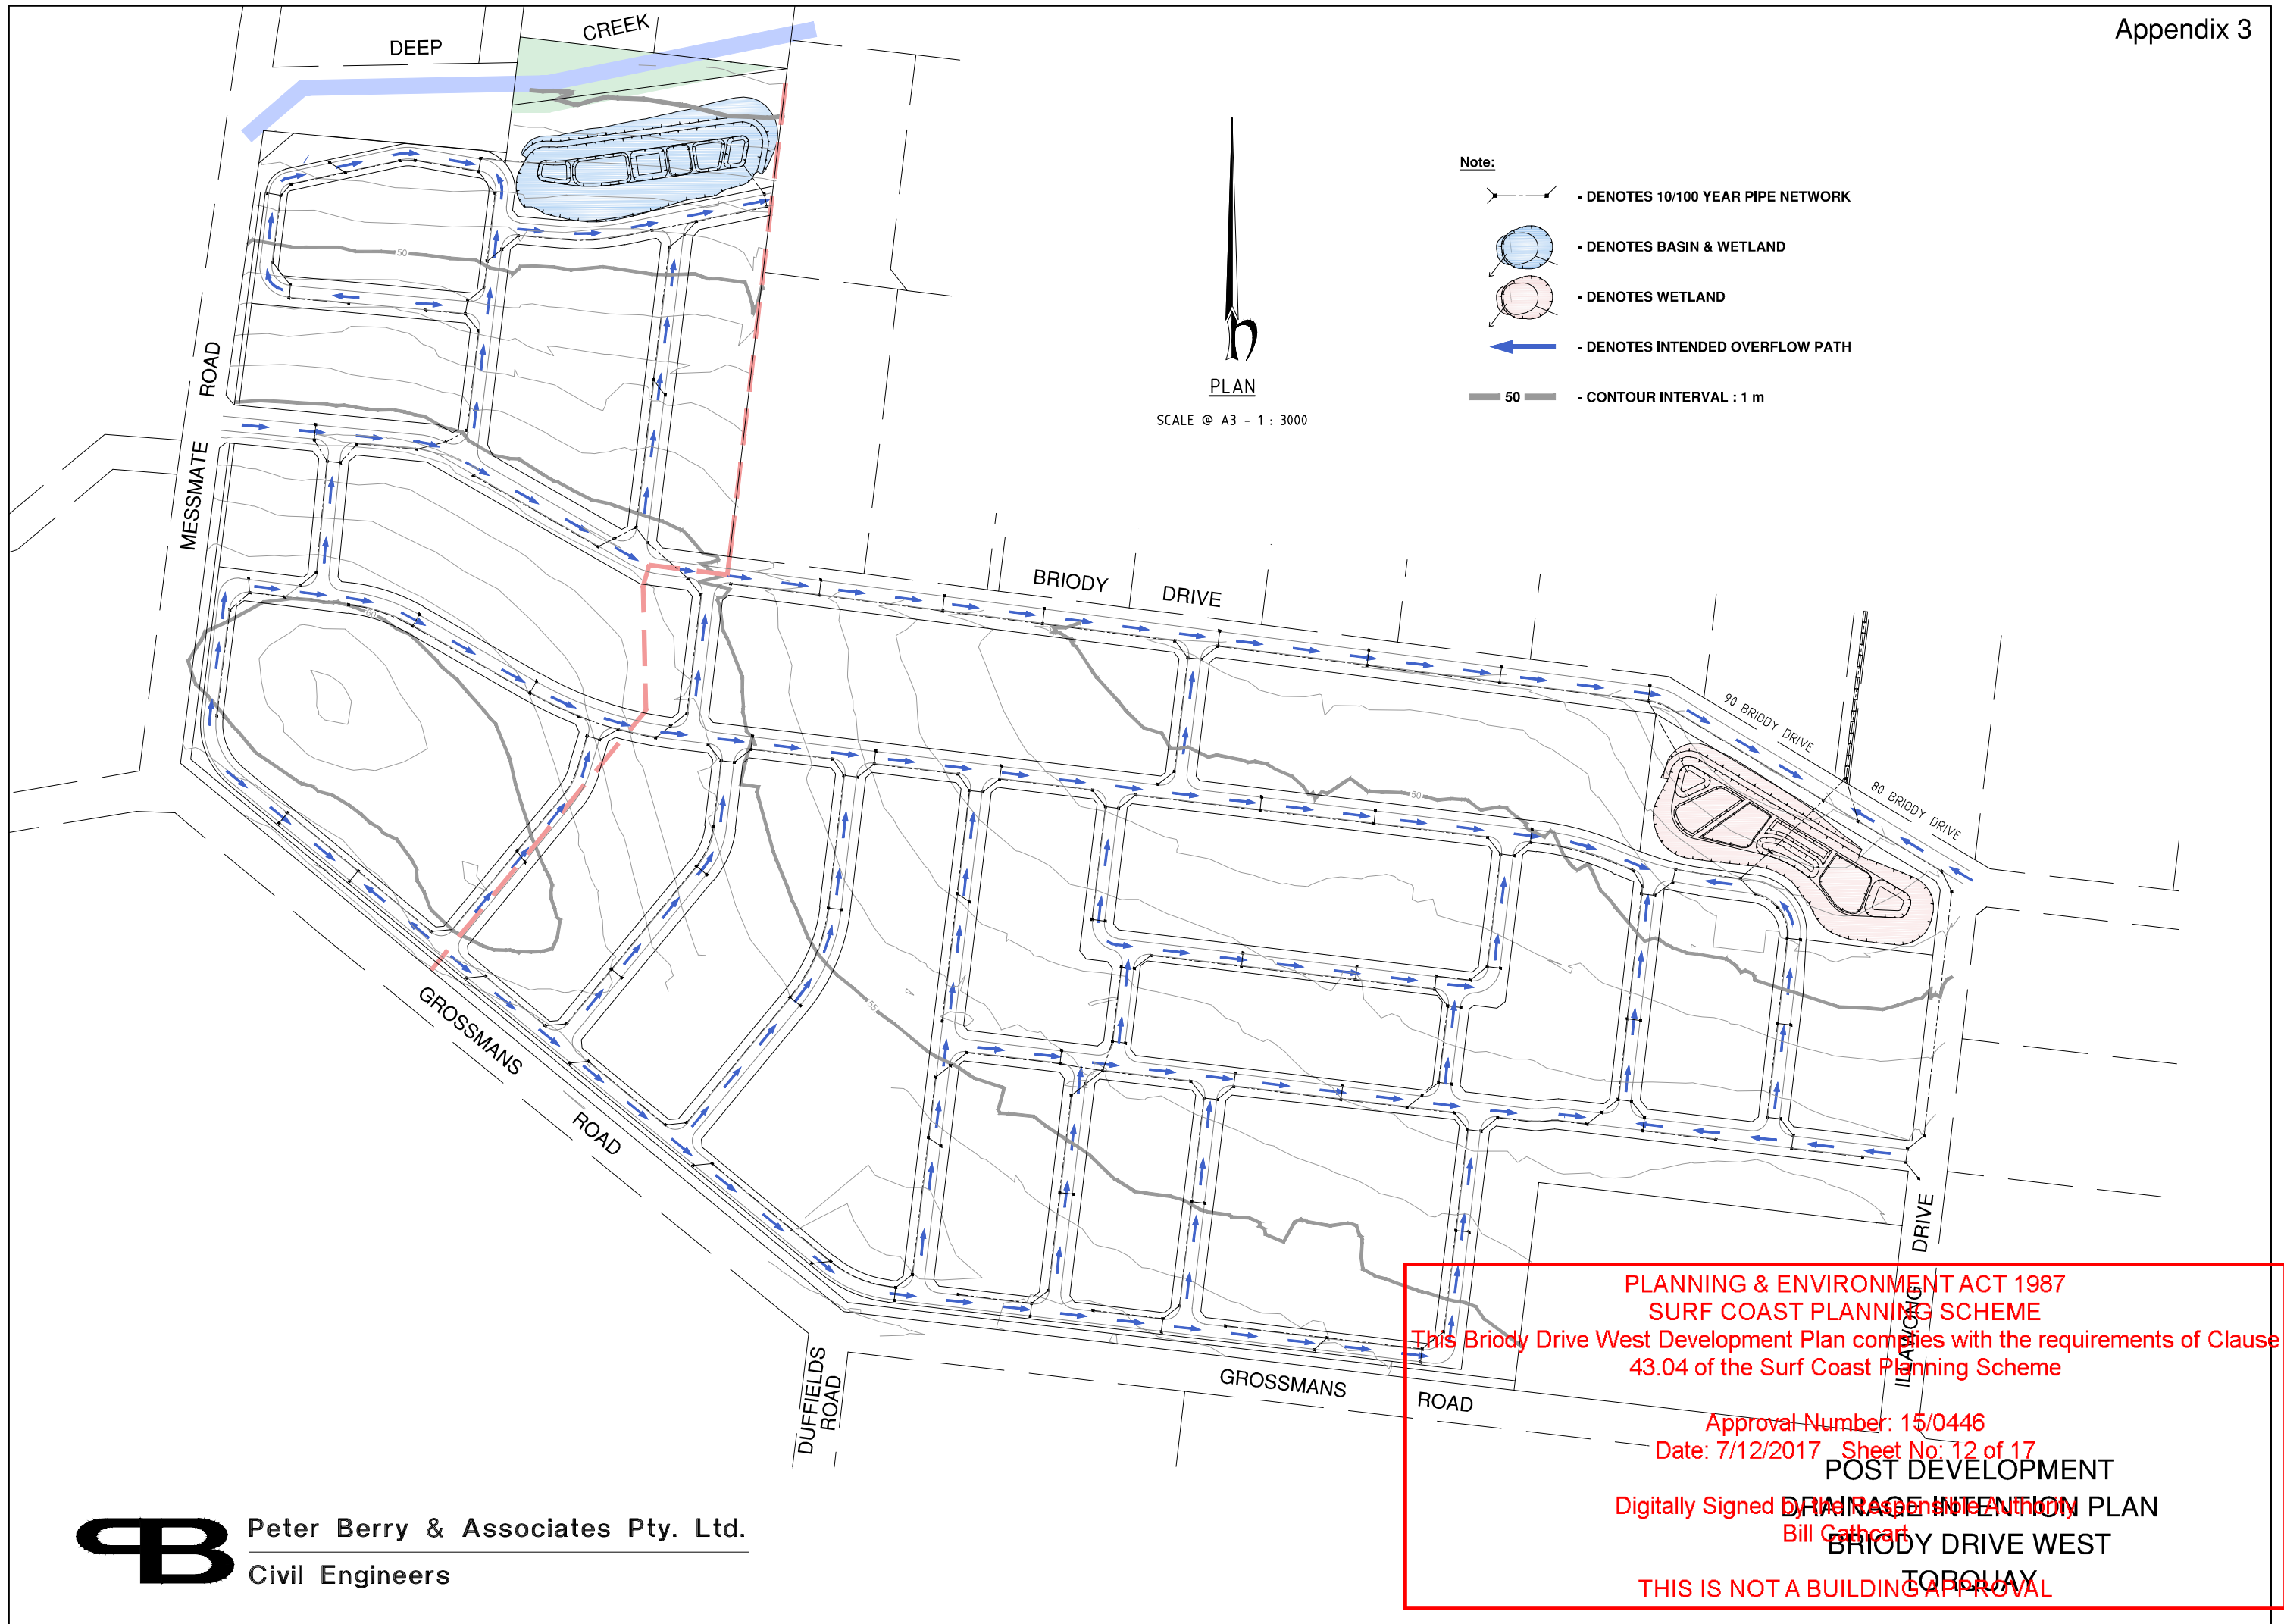 Appendix 3
DEEP
CREEK
Note:
- DENOTES 10/100 YEAR PIPE NETWORK
- DENOTES BASIN & WETLAND
- DENOTES WETLAND
- DENOTES INTENDED OVERFLOW PATH
50
- CONTOUR INTERVAL : 1 m
n
PLAN
SCALE @ A3 - 1 : 3000
50
ROAD
MESSMATE
60
BRIODY
DRIVE
90 BRIODY DRIVE
80 BRIODY DRIVE
50
55
GROSSMANS
ROAD
DRIVE
ILLAWONG
DUFFIELDS
ROAD
GROSSMANS
ROAD
PLANNING & ENVIRONMENT ACT 1987
SURF COAST PLANNING SCHEME
This Briody Drive West Development Plan complies with the requirements of Clause
43.04 of the Surf Coast Planning Scheme
Approval Number: 15/0446
Date: 7/12/2017 Sheet No: 12 of 17
Digitally Signed by the Responsible Authority
Bill Cathcart
THIS IS NOT A BUILDING APPROVAL
POST DEVELOPMENT
DRAINAGE INTENTION PLAN
BRIODY DRIVE WEST
TORQUAY
PB
Peter Berry & Associates Pty. Ltd.
Civil Engineers